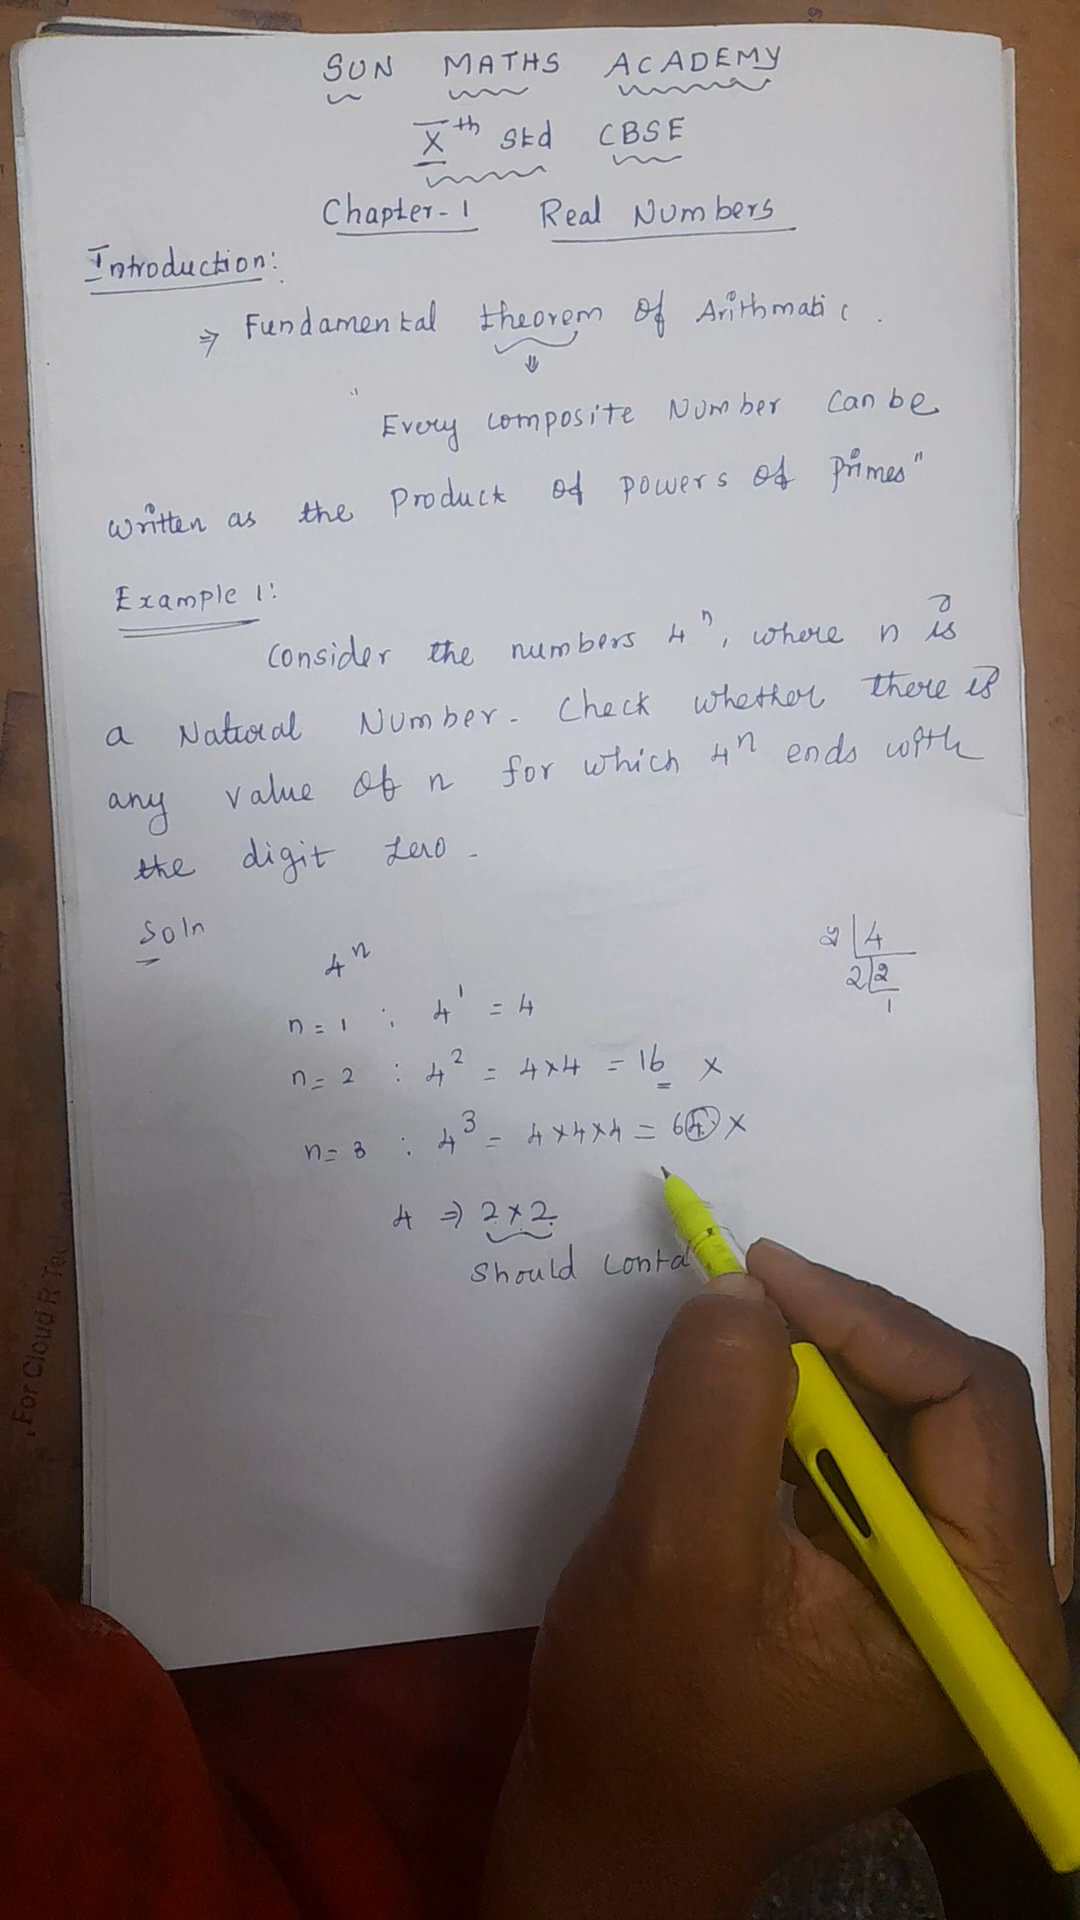 SUN MATHS ACADEMY
Xth Std CBSE
Chapter-1 Real Numbers
Introduction:
⇒ Fundamental theorem of Arithmatic.
⇓
"Every composite Number can be
written as the product of powers of primes"
Example 1:
Consider the numbers 4ⁿ, where n is
a Natural Number. Check whether there is
any value of n for which 4ⁿ ends with
the digit zero.
Soln
4ⁿ
2 | 4
2 | 2
1
n = 1 : 4¹ = 4
n = 2 : 4² = 4×4 = 16 ×
n = 3 : 4³ = 4×4×4 = 64 ×
4 ⇒ 2×2
Should conta
For Cloud